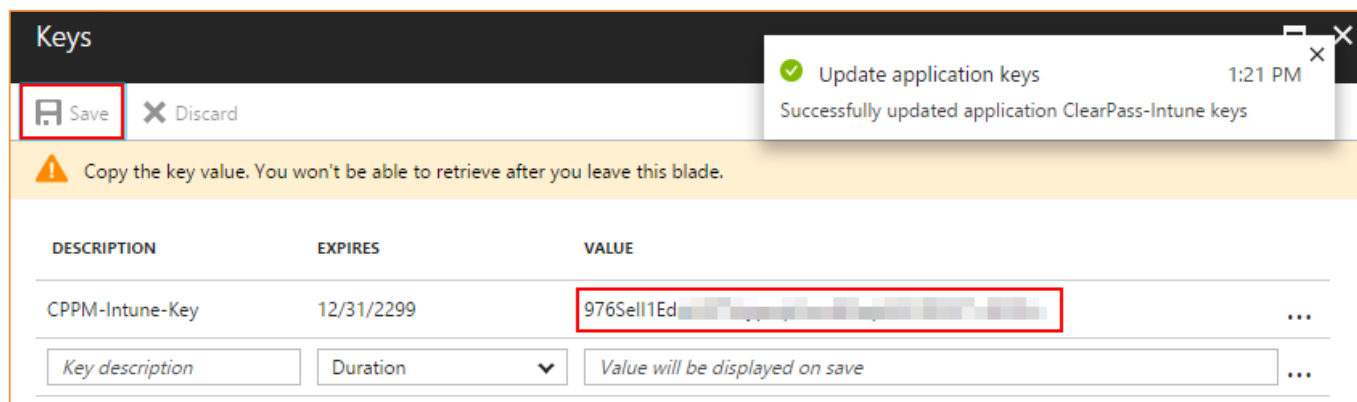 Keys
Update application keys 1:21 PM
Successfully updated application ClearPass-Intune keys
Save Discard
Copy the key value. You won't be able to retrieve after you leave this blade.
DESCRIPTION EXPIRES VALUE
CPPM-Intune-Key 12/31/2299 976Sell1Ed
Key description Duration Value will be displayed on save